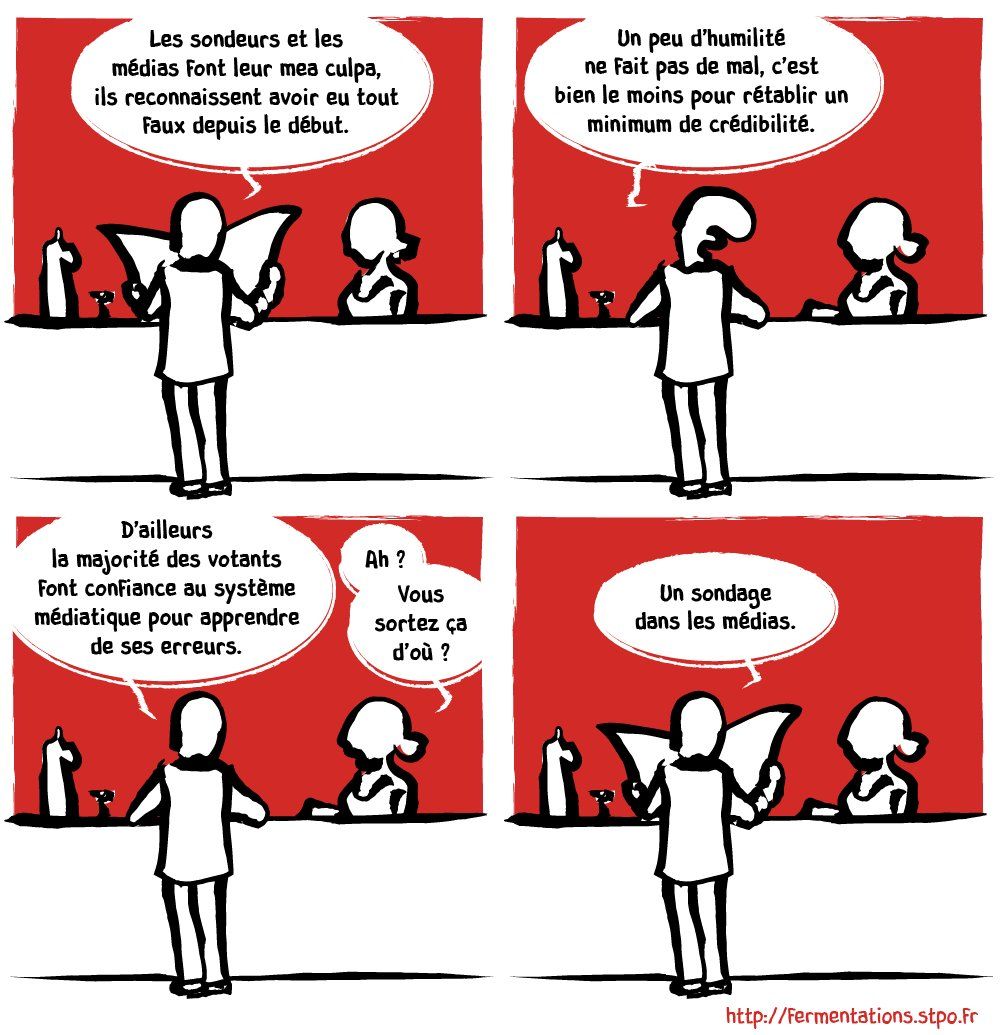 Les sondeurs et les
médias font leur mea culpa,
ils reconnaissent avoir eu tout
faux depuis le début.
Un peu d'humilité
ne fait pas de mal, c'est
bien le moins pour rétablir un
minimum de crédibilité.
D'ailleurs
la majorité des votants
font confiance au système
médiatique pour apprendre
de ses erreurs.
Ah ?
Vous
sortez ça
d'où ?
Un sondage
dans les médias.
http://fermentations.stpo.fr